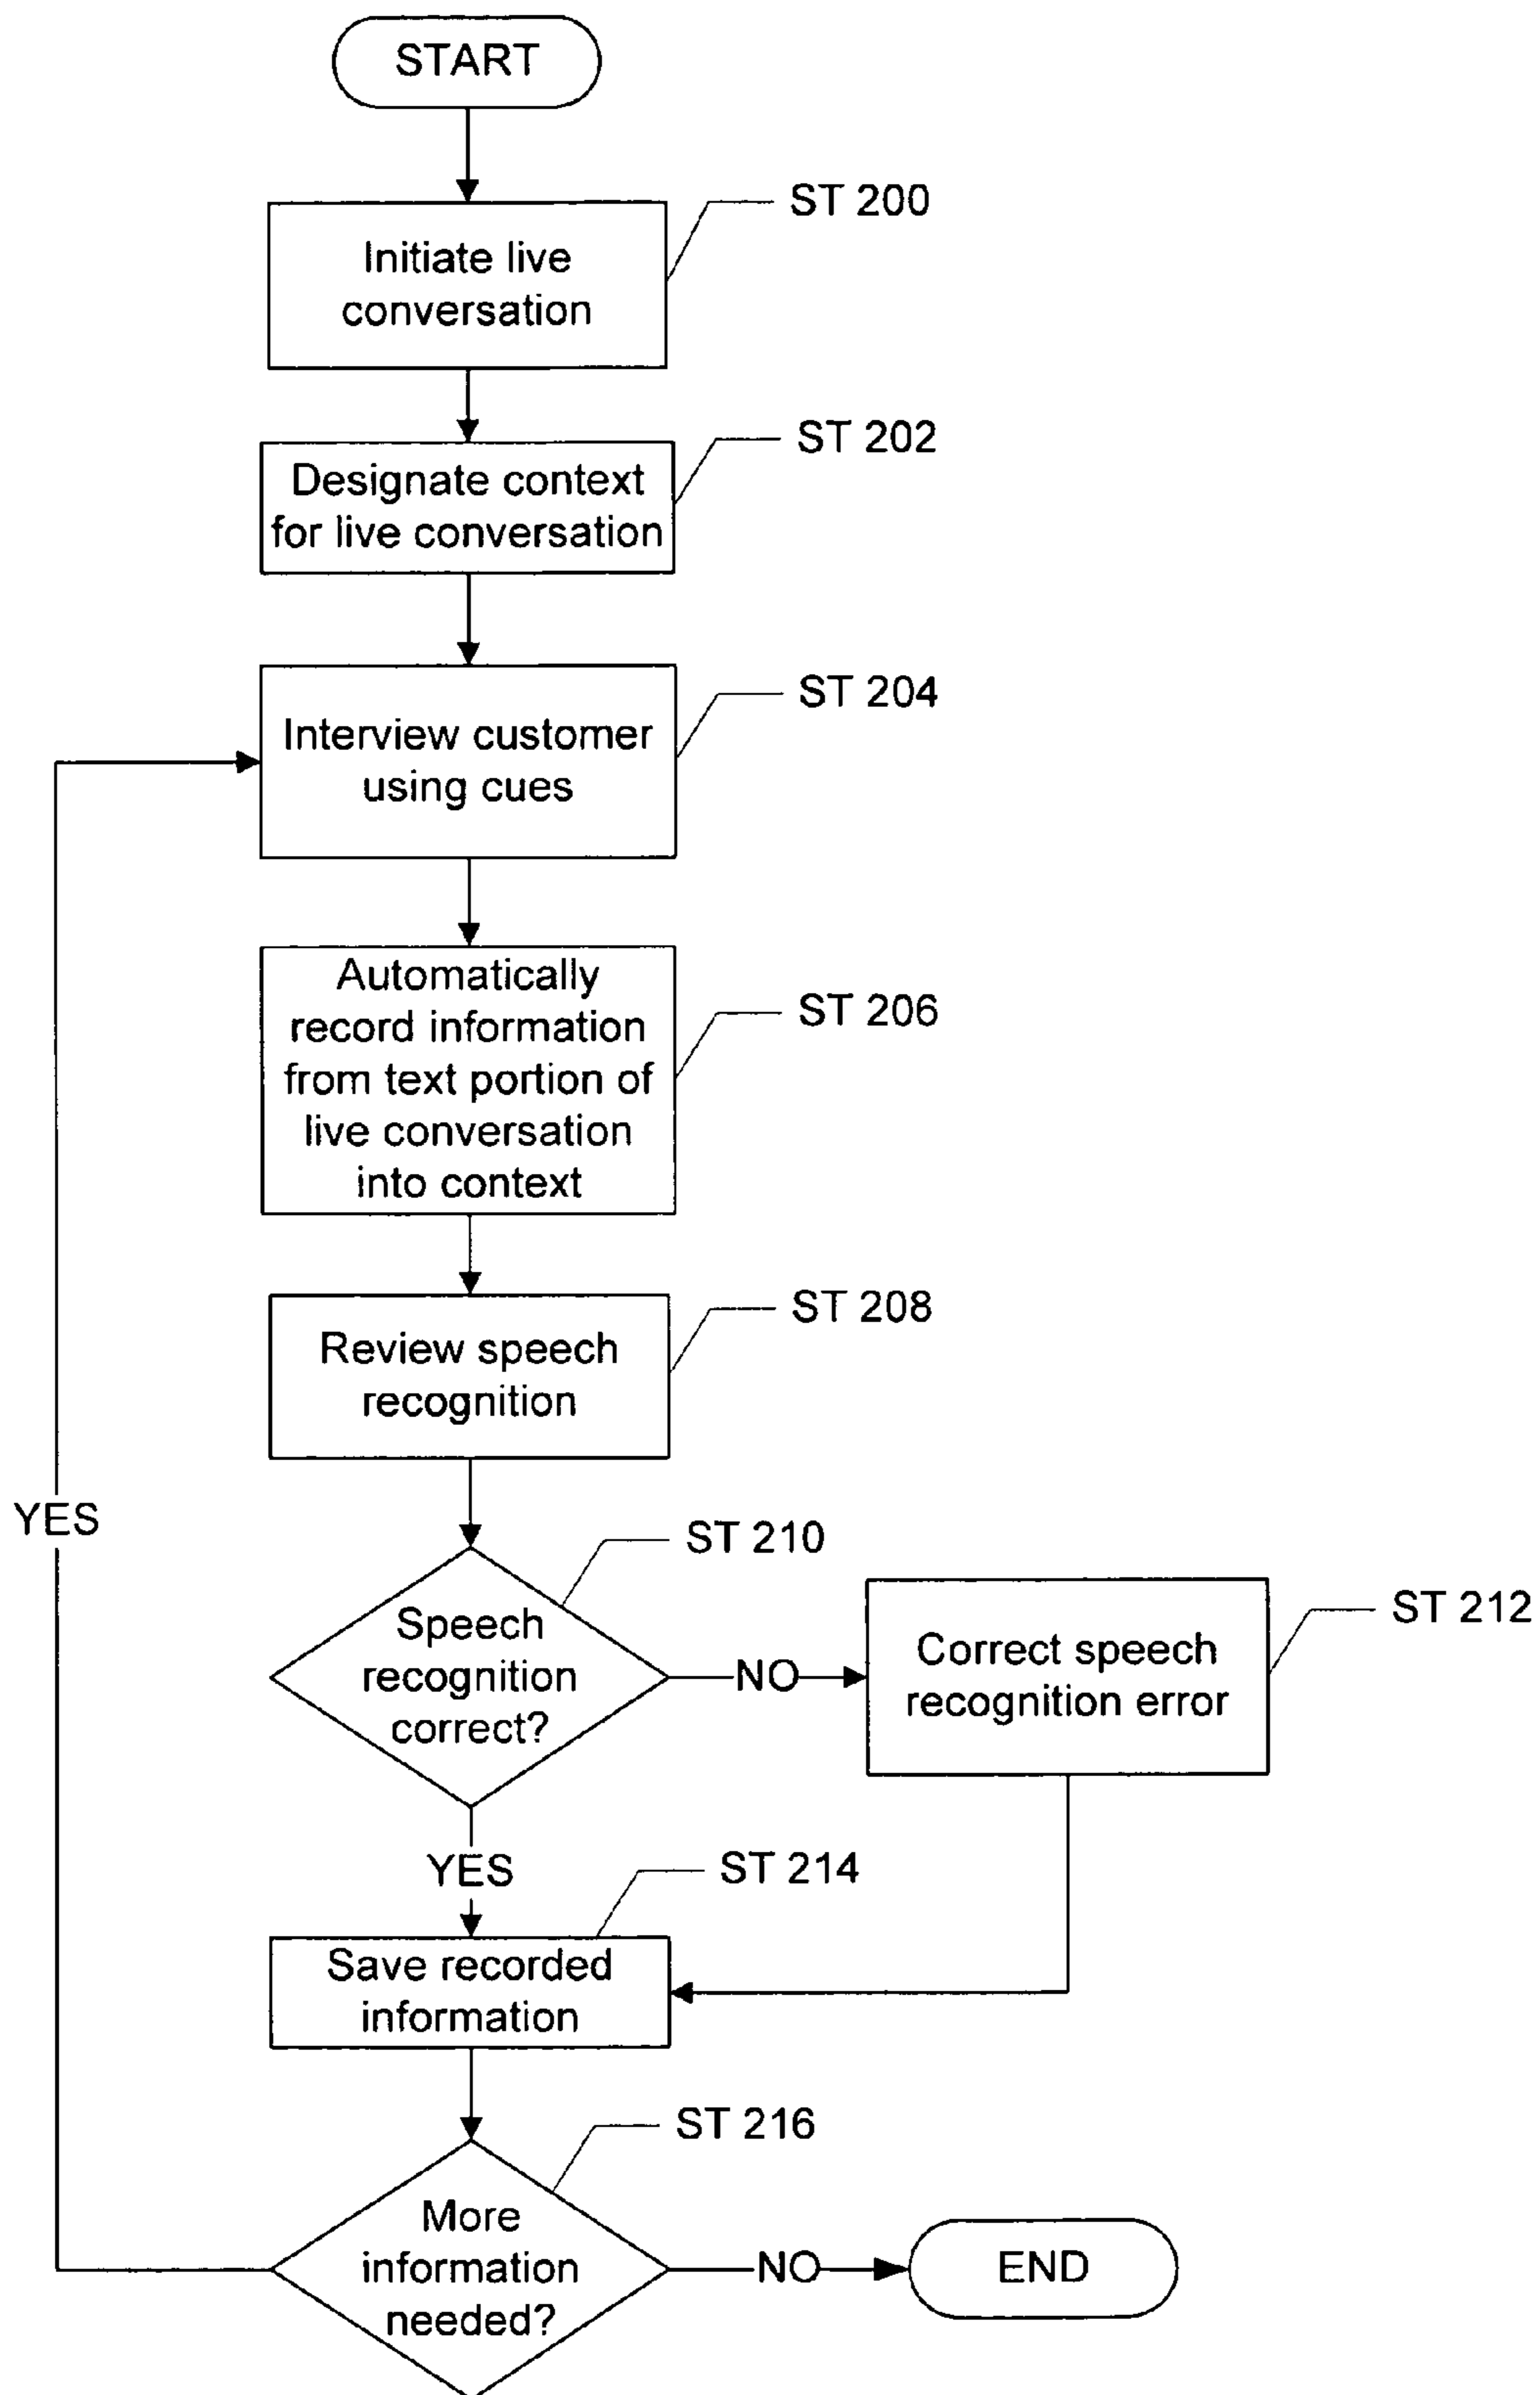 START
ST 200
Initiate live
conversation
ST 202
Designate context
for live conversation
ST 204
Interview customer
using cues
ST 206
Automatically
record information
from text portion of
live conversation
into context
ST 208
Review speech
recognition
YES
ST 210
Speech
recognition
correct?
NO
ST 212
Correct speech
recognition error
YES
ST 214
Save recorded
information
ST 216
More
information
needed?
NO
END